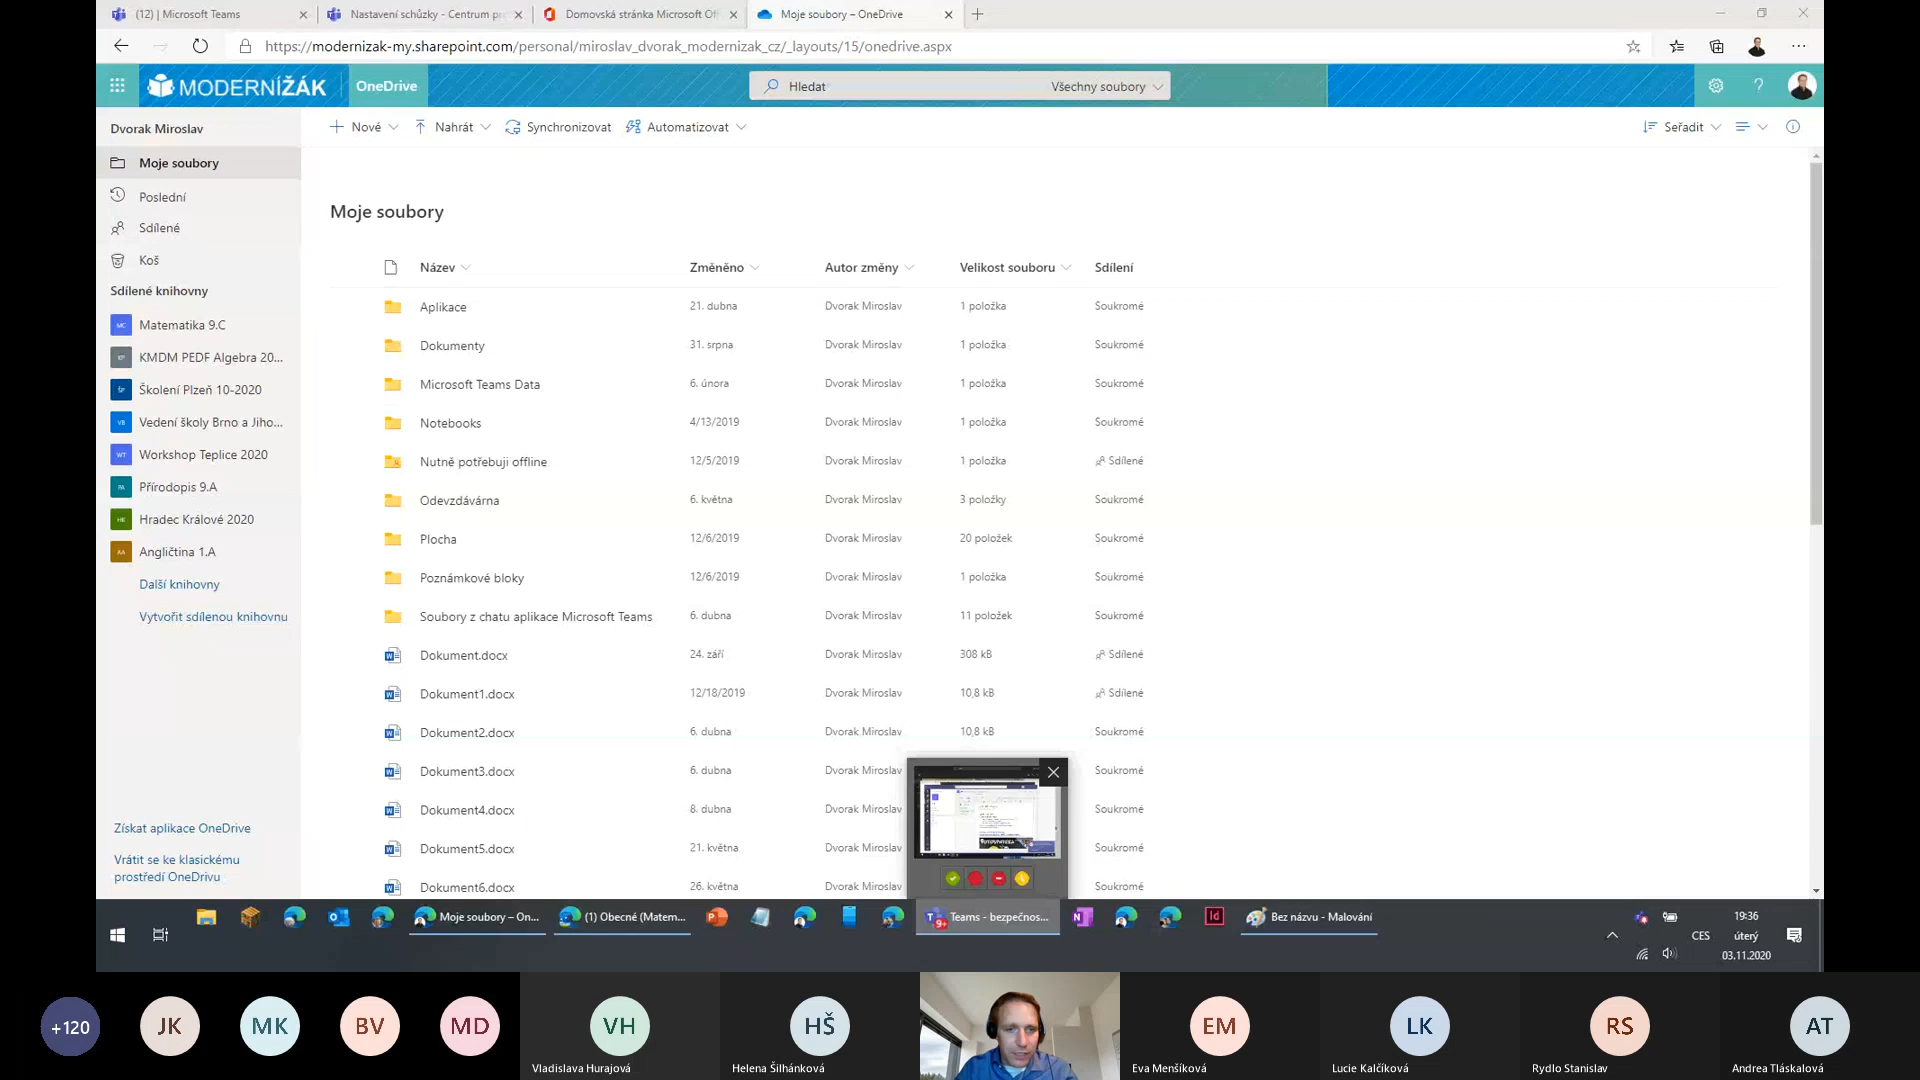 (12) | Microsoft Teams
Nastavení schůzky - Centrum pr
Domovská stránka Microsoft Off
Moje soubory – OneDrive
https://modernizak-my.sharepoint.com/personal/miroslav_dvorak_modernizak_cz/_layouts/15/onedrive.aspx
MODERNÍŽÁK
OneDrive
Hledat
Všechny soubory
?
Dvorak Miroslav
Nové
Nahrát
Synchronizovat
Automatizovat
Seřadit
Moje soubory
Poslední
Sdílené
Koš
Sdílené knihovny
MC Matematika 9.C
KP KMDM PEDF Algebra 20...
ŠP Školení Plzeň 10-2020
VB Vedení školy Brno a Jiho...
WT Workshop Teplice 2020
PA Přírodopis 9.A
HK Hradec Králové 2020
AA Angličtina 1.A
Další knihovny
Vytvořit sdílenou knihovnu
Získat aplikace OneDrive
Vrátit se ke klasickému
prostředí OneDrivu
Moje soubory
Název Změněno Autor změny Velikost souboru Sdílení
Aplikace 21. dubna Dvorak Miroslav 1 položka Soukromé
Dokumenty 31. srpna Dvorak Miroslav 1 položka Soukromé
Microsoft Teams Data 6. února Dvorak Miroslav 1 položka Soukromé
Notebooks 4/13/2019 Dvorak Miroslav 1 položka Soukromé
Nutně potřebuji offline 12/5/2019 Dvorak Miroslav 1 položka Sdílené
Odevzdávárna 6. května Dvorak Miroslav 3 položky Soukromé
Plocha 12/6/2019 Dvorak Miroslav 20 položek Soukromé
Poznámkové bloky 12/6/2019 Dvorak Miroslav 1 položka Soukromé
Soubory z chatu aplikace Microsoft Teams 6. dubna Dvorak Miroslav 11 položek Soukromé
Dokument.docx 24. září Dvorak Miroslav 308 kB Sdílené
Dokument1.docx 12/18/2019 Dvorak Miroslav 10,8 kB Sdílené
Dokument2.docx 6. dubna Dvorak Miroslav 10,8 kB Soukromé
Dokument3.docx 6. dubna Dvorak Miroslav Soukromé
Dokument4.docx 8. dubna Dvorak Miroslav Soukromé
Dokument5.docx 21. května Dvorak Miroslav Soukromé
Dokument6.docx 26. května Dvorak Miroslav Soukromé
Moje soubory – On...
(1) Obecné (Matem...
9+
Teams - bezpečnos...
Id
Bez názvu - Malování
CES
19:36
úterý
03.11.2020
+120
JK
MK
BV
MD
VH
Vladislava Hurajová
HŠ
Helena Šilhánková
EM
Eva Menšíková
LK
Lucie Kalčíková
RS
Rydlo Stanislav
AT
Andrea Tláskalová